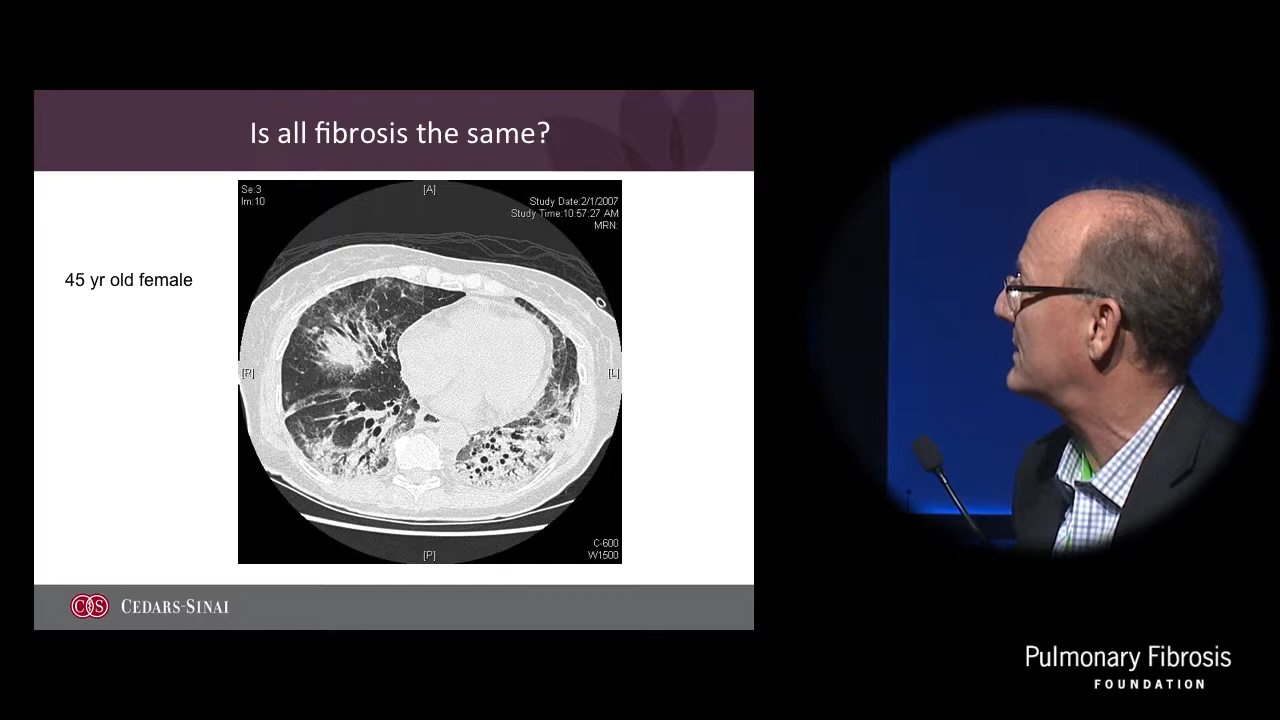 Is all fibrosis the same?
Se:3
Im:10
[A]
Study Date:2/1/2007
Study Time:10:57:27 AM
MRN:
45 yr old female
[R]
[L]
C-600
W1500
[P]
CS CEDARS-SINAI
Pulmonary Fibrosis
FOUNDATION